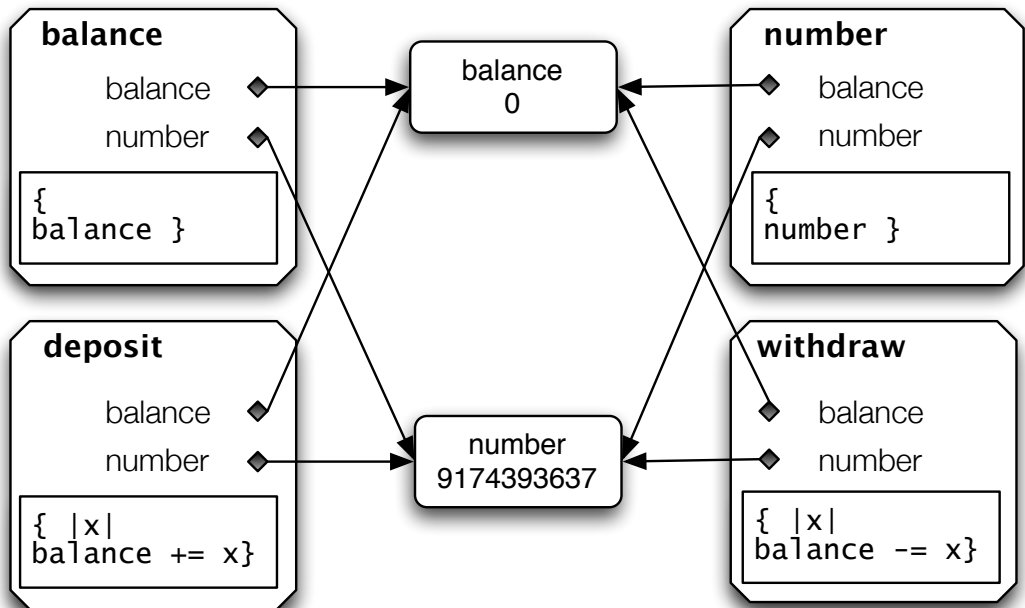 balance
balance
number
{
balance }
balance
0
number
balance
number
{
number }
deposit
balance
number
{ |x|
balance += x}
number
9174393637
withdraw
balance
number
{ |x|
balance -= x}